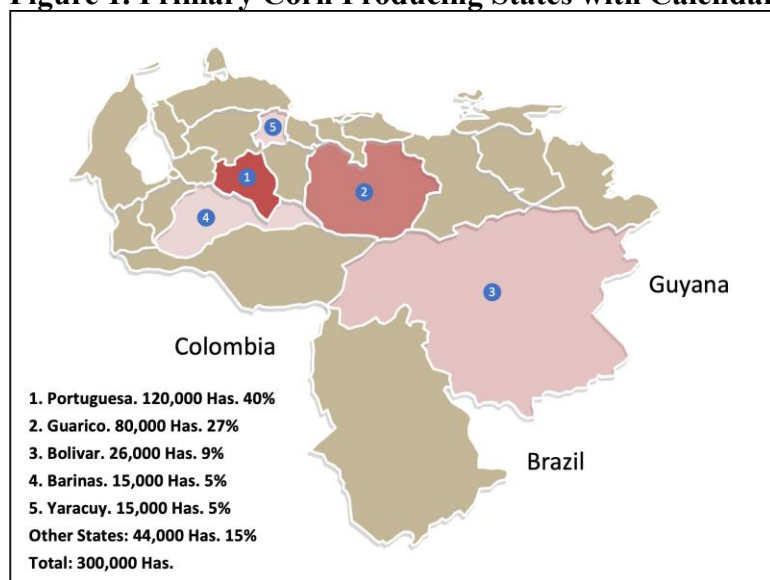 Figure 1. Primary Corn Producing States with Calendar
5
1
2
4
3
Guyana
Colombia
Brazil
1. Portuguesa. 120,000 Has. 40%
2. Guarico. 80,000 Has. 27%
3. Bolivar. 26,000 Has. 9%
4. Barinas. 15,000 Has. 5%
5. Yaracuy. 15,000 Has. 5%
Other States: 44,000 Has. 15%
Total: 300,000 Has.